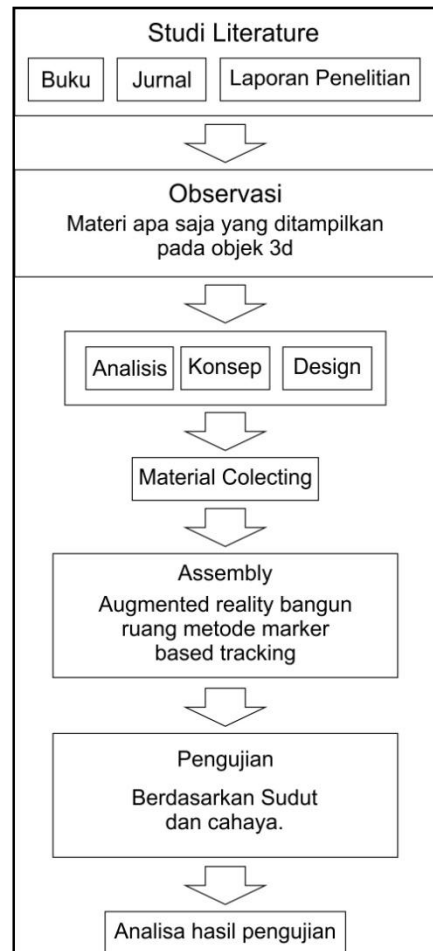 Studi Literature
Buku Jurnal Laporan Penelitian
Observasi
Materi apa saja yang ditampilkan
pada objek 3d
Analisis Konsep Design
Material Colecting
Assembly
Augmented reality bangun
ruang metode marker
based tracking
Pengujian
Berdasarkan Sudut
dan cahaya.
Analisa hasil pengujian